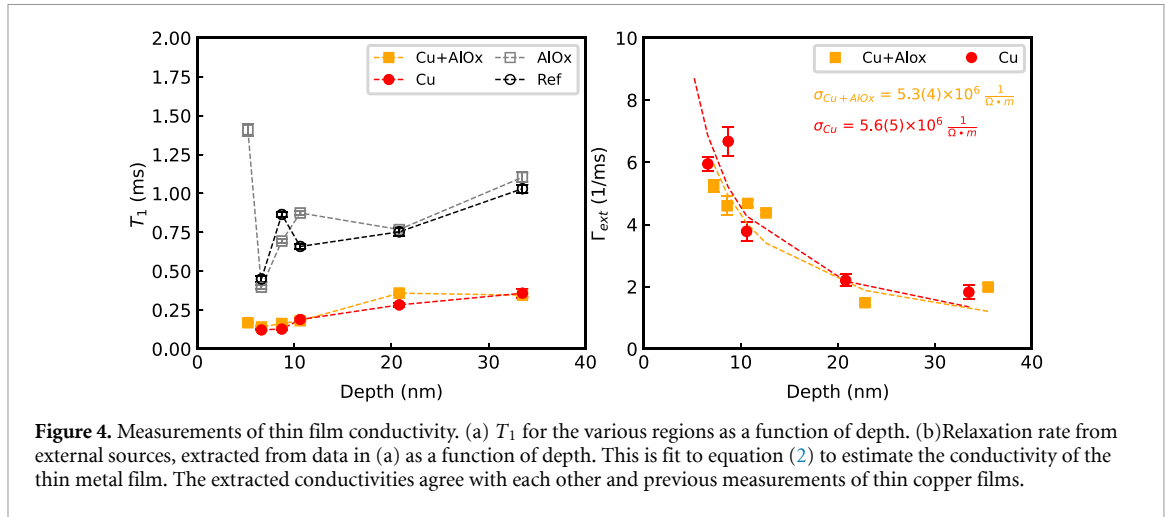 2.00
1.75
1.50
1.25
1.00
0.75
0.50
0.25
0.00
T₁ (ms)
Cu+AlOx
AlOx
Cu
Ref
0
10
20
30
40
Depth (nm)
10
8
6
4
2
0
Γext (1/ms)
Cu+Alox
Cu
σCu+AlOx = 5.3(4)×10⁶ 1/Ω•m
σCu = 5.6(5)×10⁶ 1/Ω•m
0
10
20
30
40
Depth (nm)
Figure 4. Measurements of thin film conductivity. (a) T₁ for the various regions as a function of depth. (b)Relaxation rate from
external sources, extracted from data in (a) as a function of depth. This is fit to equation (2) to estimate the conductivity of the
thin metal film. The extracted conductivities agree with each other and previous measurements of thin copper films.